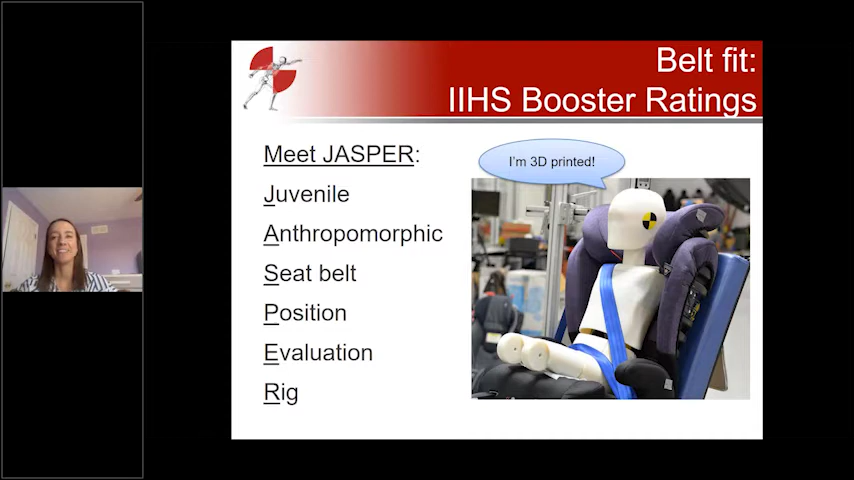 Belt fit:
IIHS Booster Ratings
Meet JASPER:
Juvenile
Anthropomorphic
Seat belt
Position
Evaluation
Rig
I'm 3D printed!